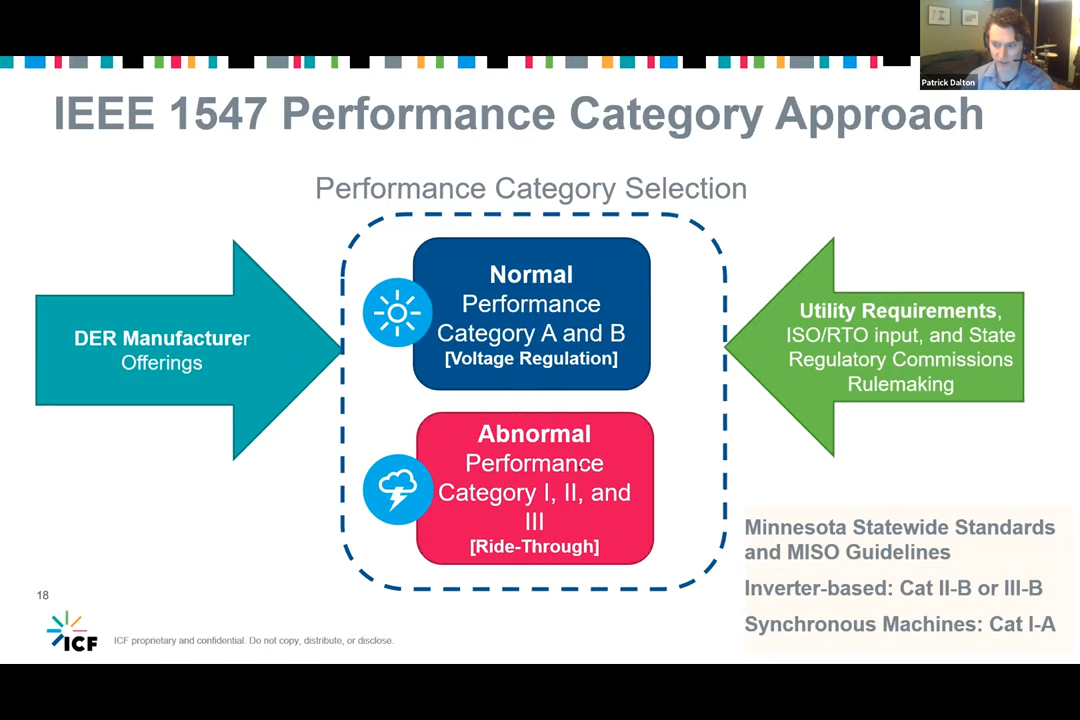 Patrick Dalton
IEEE 1547 Performance Category Approach
Performance Category Selection
DER Manufacturer
Offerings
Normal
Performance
Category A and B
[Voltage Regulation]
Abnormal
Performance
Category I, II, and
III
[Ride-Through]
Utility Requirements,
ISO/RTO input, and State
Regulatory Commissions
Rulemaking
Minnesota Statewide Standards
and MISO Guidelines
Inverter-based: Cat II-B or III-B
Synchronous Machines: Cat I-A
18
ICF
ICF proprietary and confidential. Do not copy, distribute, or disclose.